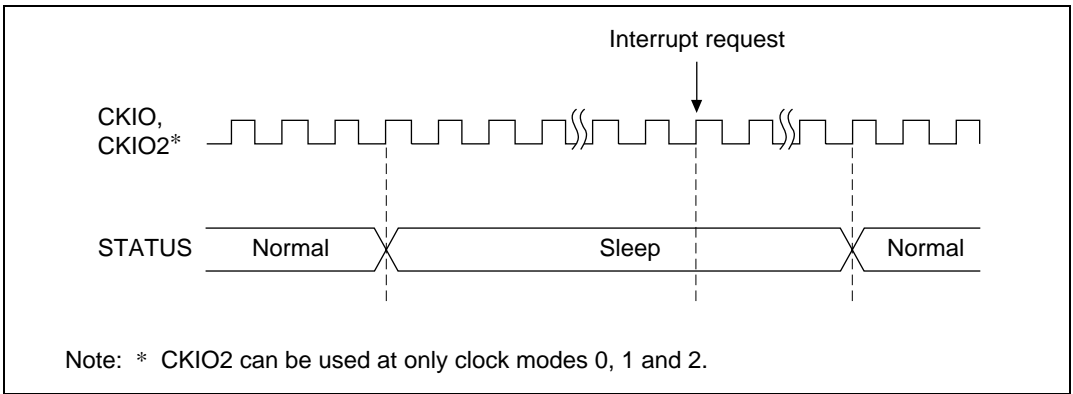 Interrupt request
CKIO,
CKIO2*
STATUS
Normal
Sleep
Normal
Note: * CKIO2 can be used at only clock modes 0, 1 and 2.